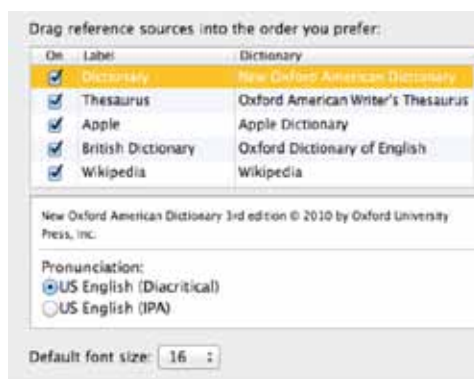 Drag reference sources into the order you prefer:
On Label Dictionary
Dictionary New Oxford American Dictionary
Thesaurus Oxford American Writer's Thesaurus
Apple Apple Dictionary
British Dictionary Oxford Dictionary of English
Wikipedia Wikipedia
New Oxford American Dictionary 3rd edition © 2010 by Oxford University
Press, Inc.
Pronunciation:
US English (Diacritical)
US English (IPA)
Default font size: 16